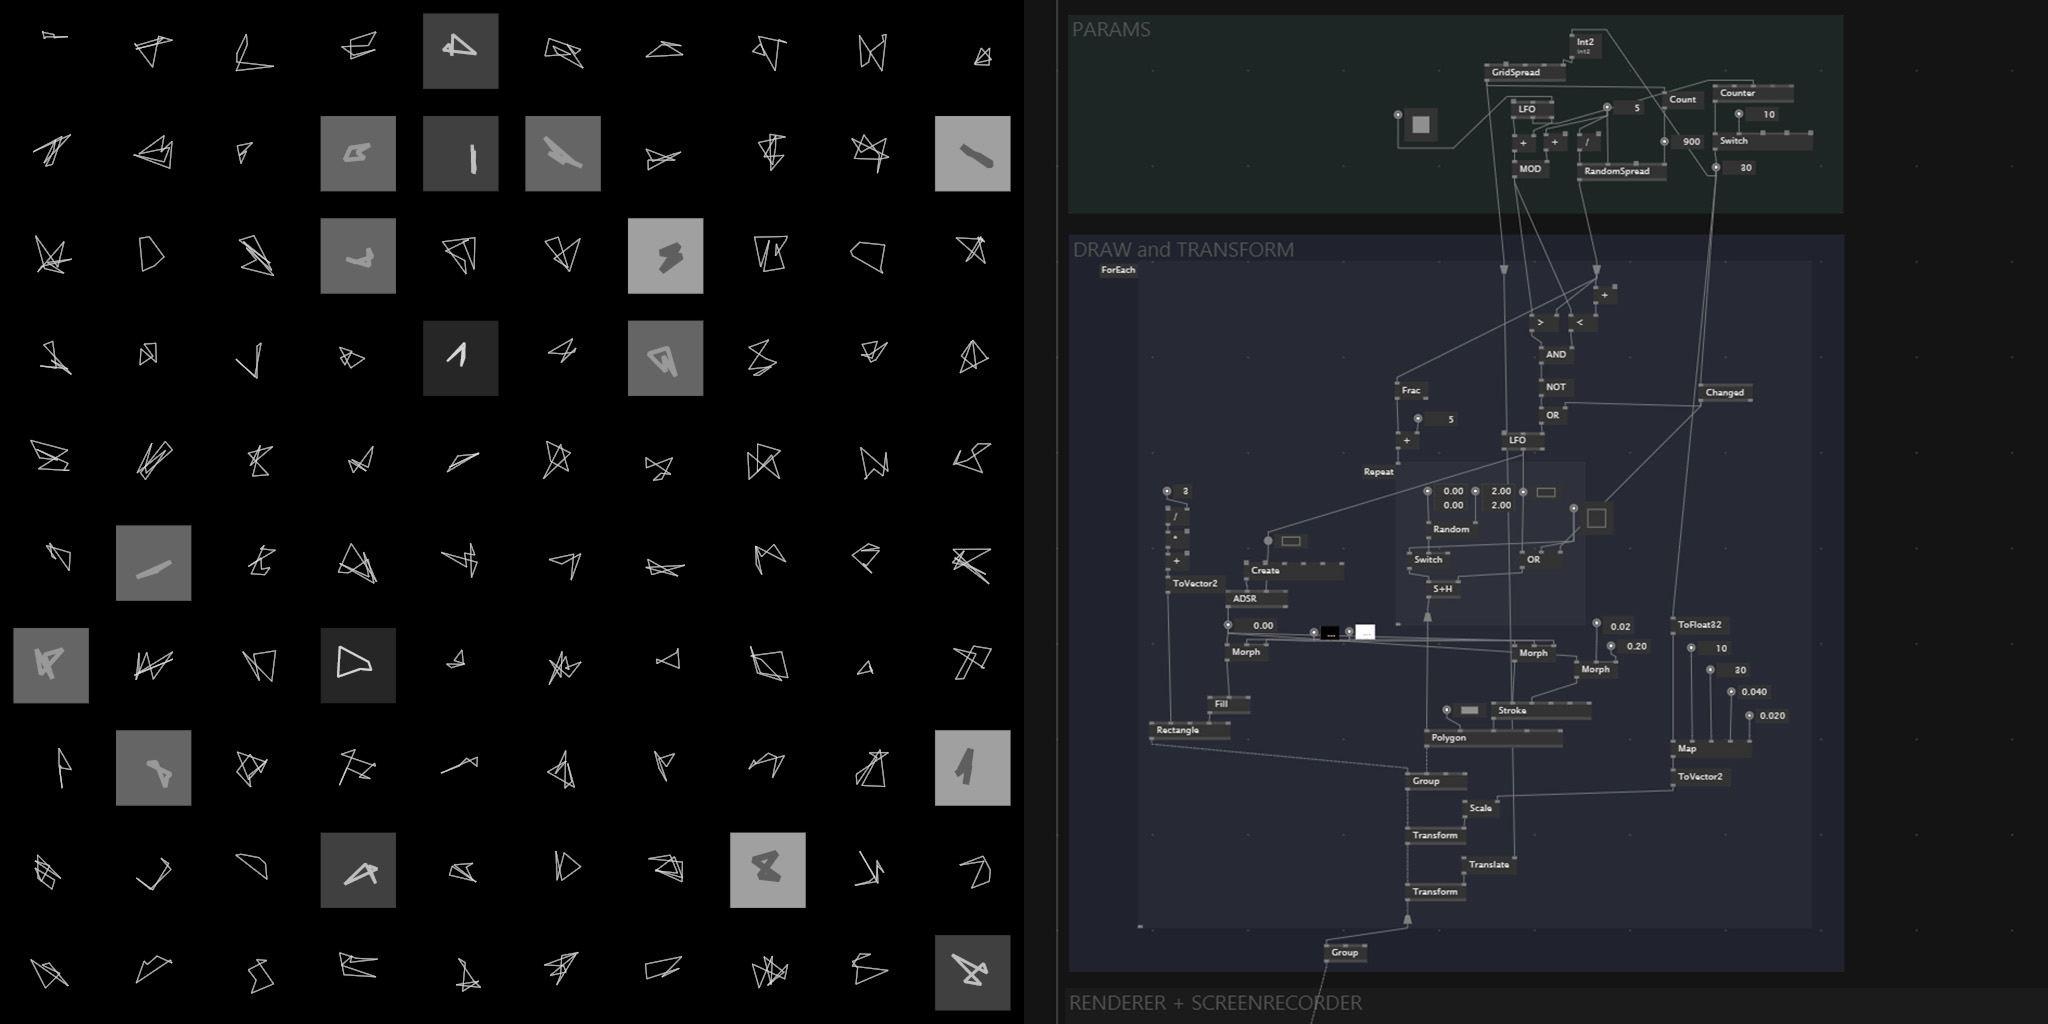 PARAMS
Int2
Int2
GridSpread
Counter
Count
LFO
5
10
+
+
/
900
Switch
MOD
RandomSpread
30
DRAW and TRANSFORM
ForEach
+
>
<
AND
Frac
NOT
Changed
5
OR
+
LFO
Repeat
3
0.00
2.00
0.00
2.00
/
Random
*
Switch
OR
+
Create
ToVector2
S+H
ADSR
0.00
...
...
0.02
ToFloat32
Morph
Morph
0.20
10
Morph
30
0.040
Fill
Stroke
0.020
Rectangle
Polygon
Map
Group
ToVector2
Scale
Transform
Translate
Transform
Group
RENDERER + SCREENRECORDER